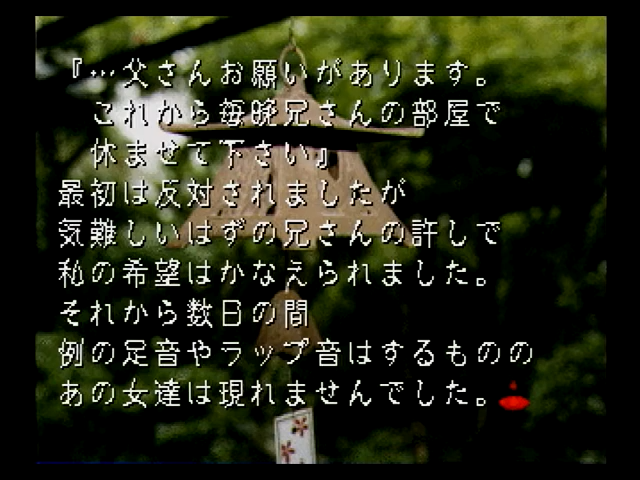 『…父さんお願いがあります。
これから毎晩兄さんの部屋で
休ませて下さい』
最初は反対されましたが
気難しいはずの兄さんの許しで
私の希望はかなえられました。
それから数日の間
例の足音やラップ音はするものの
あの女達は現れませんでした。